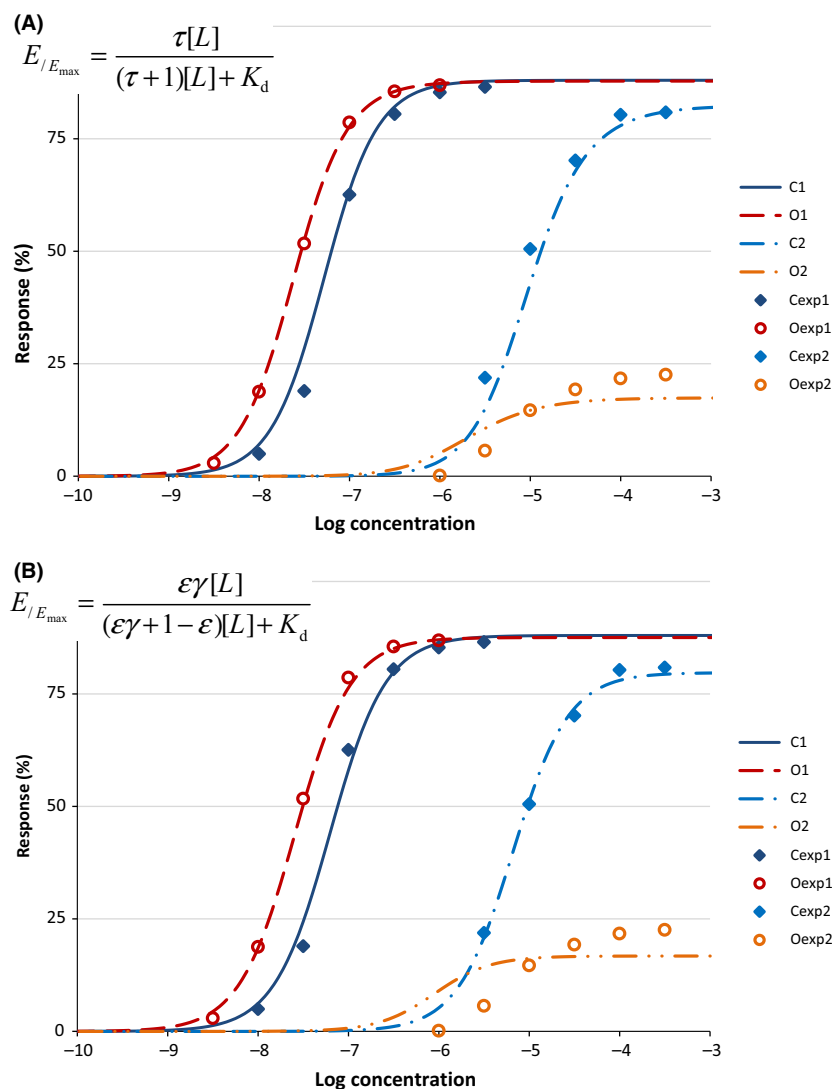 (A)
E/Emax = τ[L] / (τ+1)[L]+Kd
75
50
25
0
Response (%)
–10 –9 –8 –7 –6 –5 –4 –3
Log concentration
C1
O1
C2
O2
Cexp1
Oexp1
Cexp2
Oexp2
(B)
E/Emax = εγ[L] / (εγ+1−ε)[L]+Kd
75
50
25
0
Response (%)
–10 –9 –8 –7 –6 –5 –4 –3
Log concentration
C1
O1
C2
O2
Cexp1
Oexp1
Cexp2
Oexp2